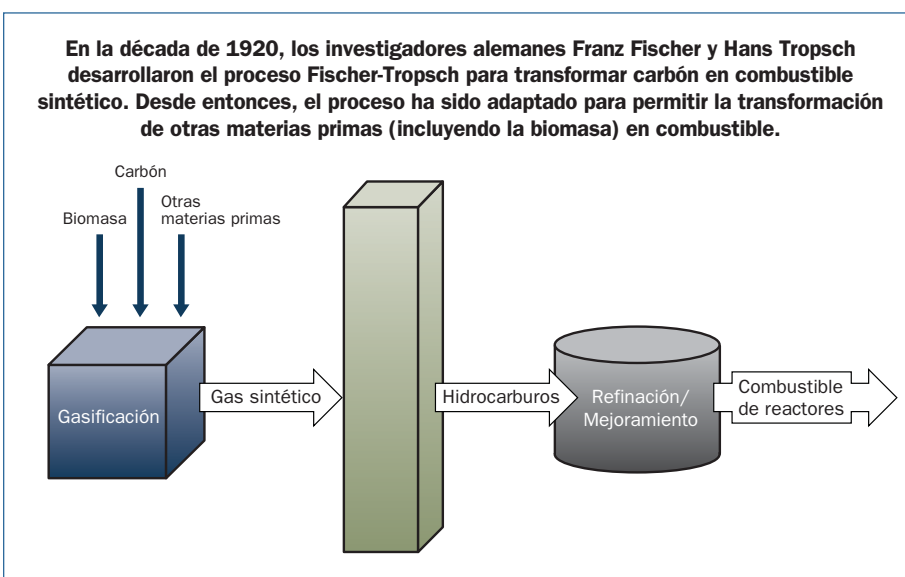 En la década de 1920, los investigadores alemanes Franz Fischer y Hans Tropsch
desarrollaron el proceso Fischer-Tropsch para transformar carbón en combustible
sintético. Desde entonces, el proceso ha sido adaptado para permitir la transformación
de otras materias primas (incluyendo la biomasa) en combustible.
Carbón
Biomasa
Otras
materias primas
Gasificación
Gas sintético
Hidrocarburos
Refinación/
Mejoramiento
Combustible
de reactores